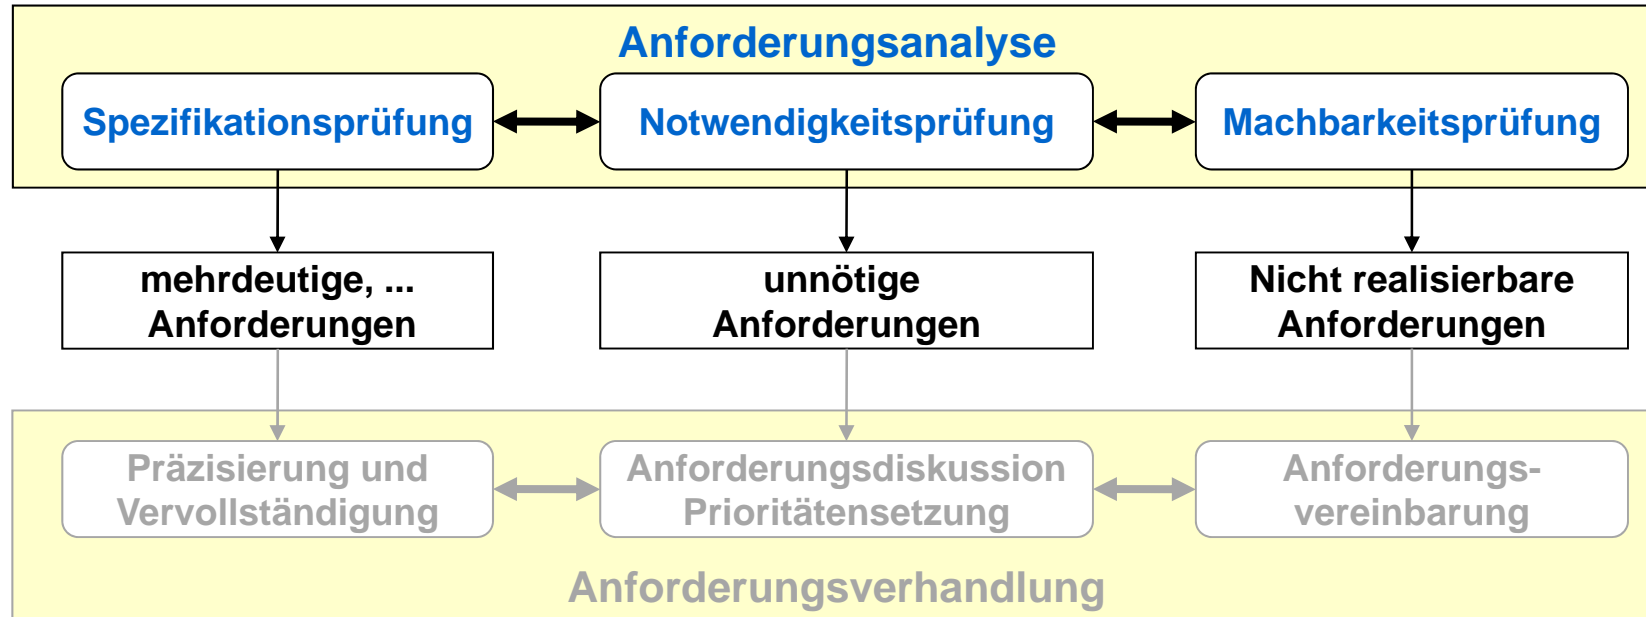 Anforderungsanalyse
Spezifikationsprüfung
Notwendigkeitsprüfung
Machbarkeitsprüfung
mehrdeutige, ...
Anforderungen
unnötige
Anforderungen
Nicht realisierbare
Anforderungen
Präzisierung und
Vervollständigung
Anforderungsdiskussion
Prioritätensetzung
Anforderungs-
vereinbarung
Anforderungsverhandlung